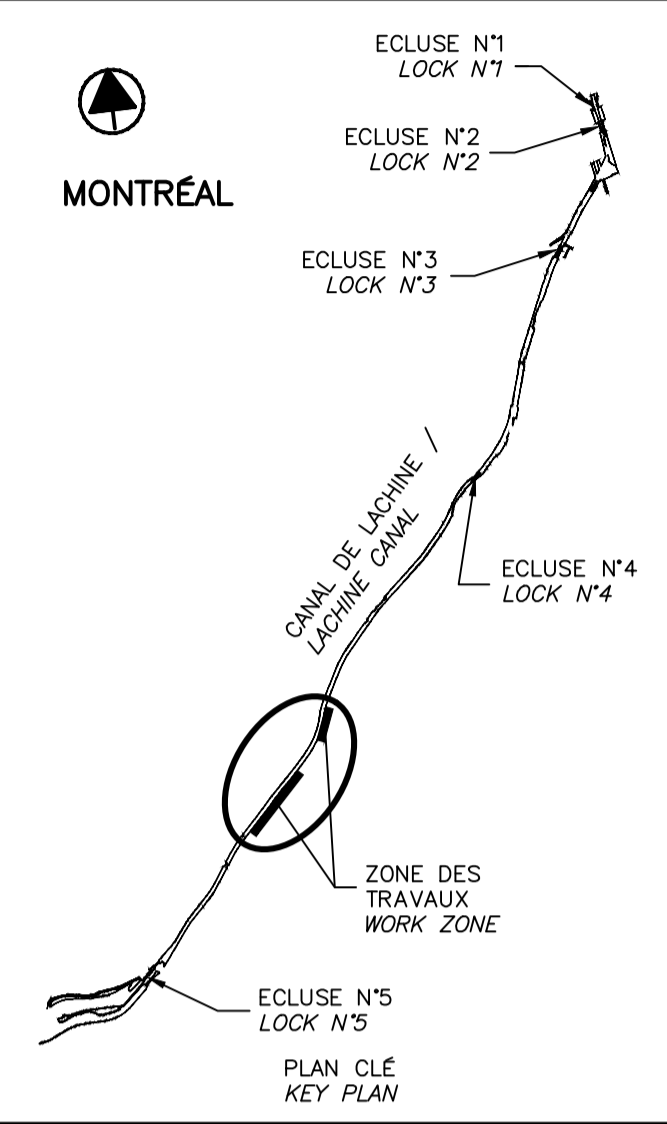 ECLUSE N°1
LOCK N°1
ECLUSE N°2
LOCK N°2
MONTRÉAL
ECLUSE N°3
LOCK N°3
CANAL DE LACHINE /
LACHINE CANAL
ECLUSE N°4
LOCK N°4
ZONE DES
TRAVAUX
WORK ZONE
ECLUSE N°5
LOCK N°5
PLAN CLÉ
KEY PLAN